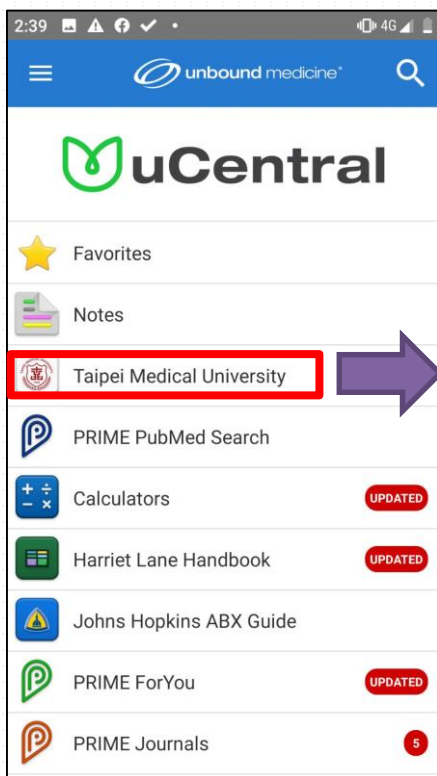 2:39 4G
unbound medicine®
uCentral
Favorites
Notes
Taipei Medical University
PRIME PubMed Search
Calculators UPDATED
Harriet Lane Handbook UPDATED
Johns Hopkins ABX Guide
PRIME ForYou UPDATED
PRIME Journals 5